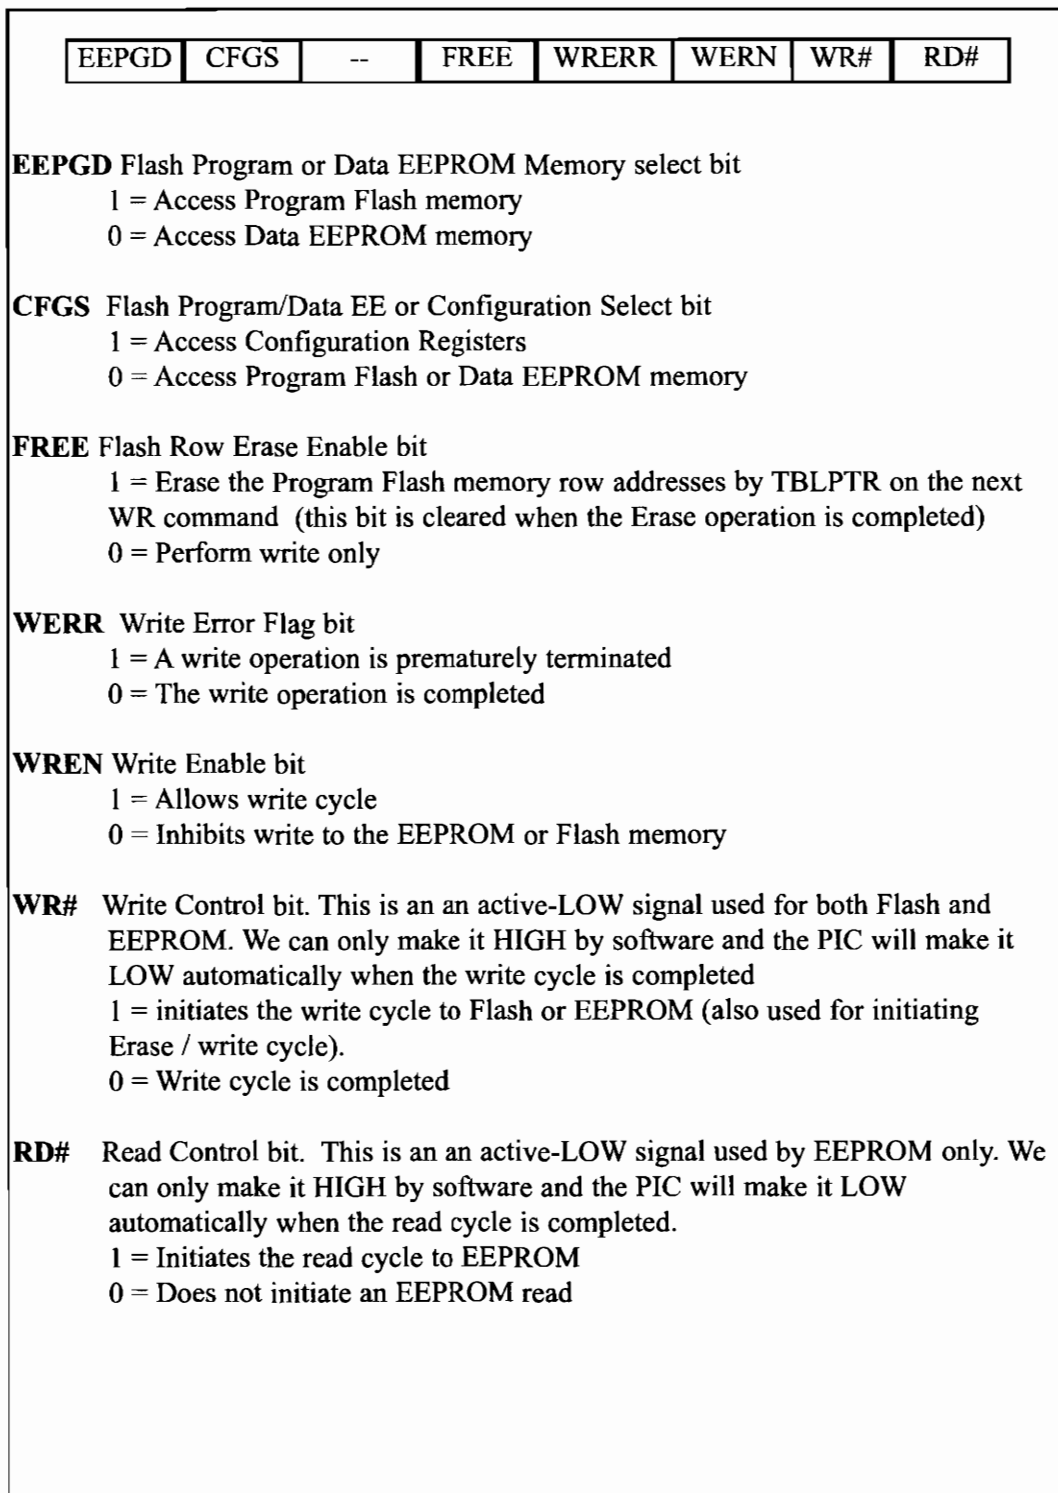 EEPGD CFGS -- FREE WRERR WERN WR# RD#
EEPGD Flash Program or Data EEPROM Memory select bit
1 = Access Program Flash memory
0 = Access Data EEPROM memory
CFGS Flash Program/Data EE or Configuration Select bit
1 = Access Configuration Registers
0 = Access Program Flash or Data EEPROM memory
FREE Flash Row Erase Enable bit
1 = Erase the Program Flash memory row addresses by TBLPTR on the next
WR command (this bit is cleared when the Erase operation is completed)
0 = Perform write only
WERR Write Error Flag bit
1 = A write operation is prematurely terminated
0 = The write operation is completed
WREN Write Enable bit
1 = Allows write cycle
0 = Inhibits write to the EEPROM or Flash memory
WR# Write Control bit. This is an an active-LOW signal used for both Flash and
EEPROM. We can only make it HIGH by software and the PIC will make it
LOW automatically when the write cycle is completed
1 = initiates the write cycle to Flash or EEPROM (also used for initiating
Erase / write cycle).
0 = Write cycle is completed
RD# Read Control bit. This is an an active-LOW signal used by EEPROM only. We
can only make it HIGH by software and the PIC will make it LOW
automatically when the read cycle is completed.
1 = Initiates the read cycle to EEPROM
0 = Does not initiate an EEPROM read